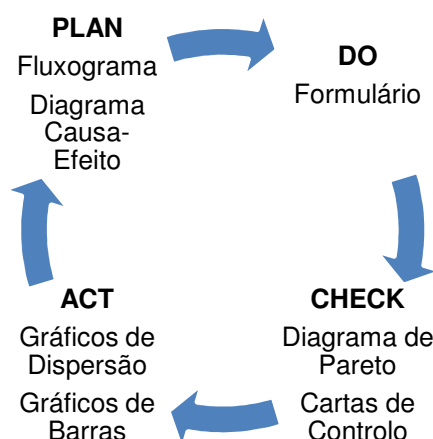 PLAN
Fluxograma
Diagrama
Causa-
Efeito
DO
Formulário
CHECK
Diagrama de
Pareto
Cartas de
Controlo
ACT
Gráficos de
Dispersão
Gráficos de
Barras